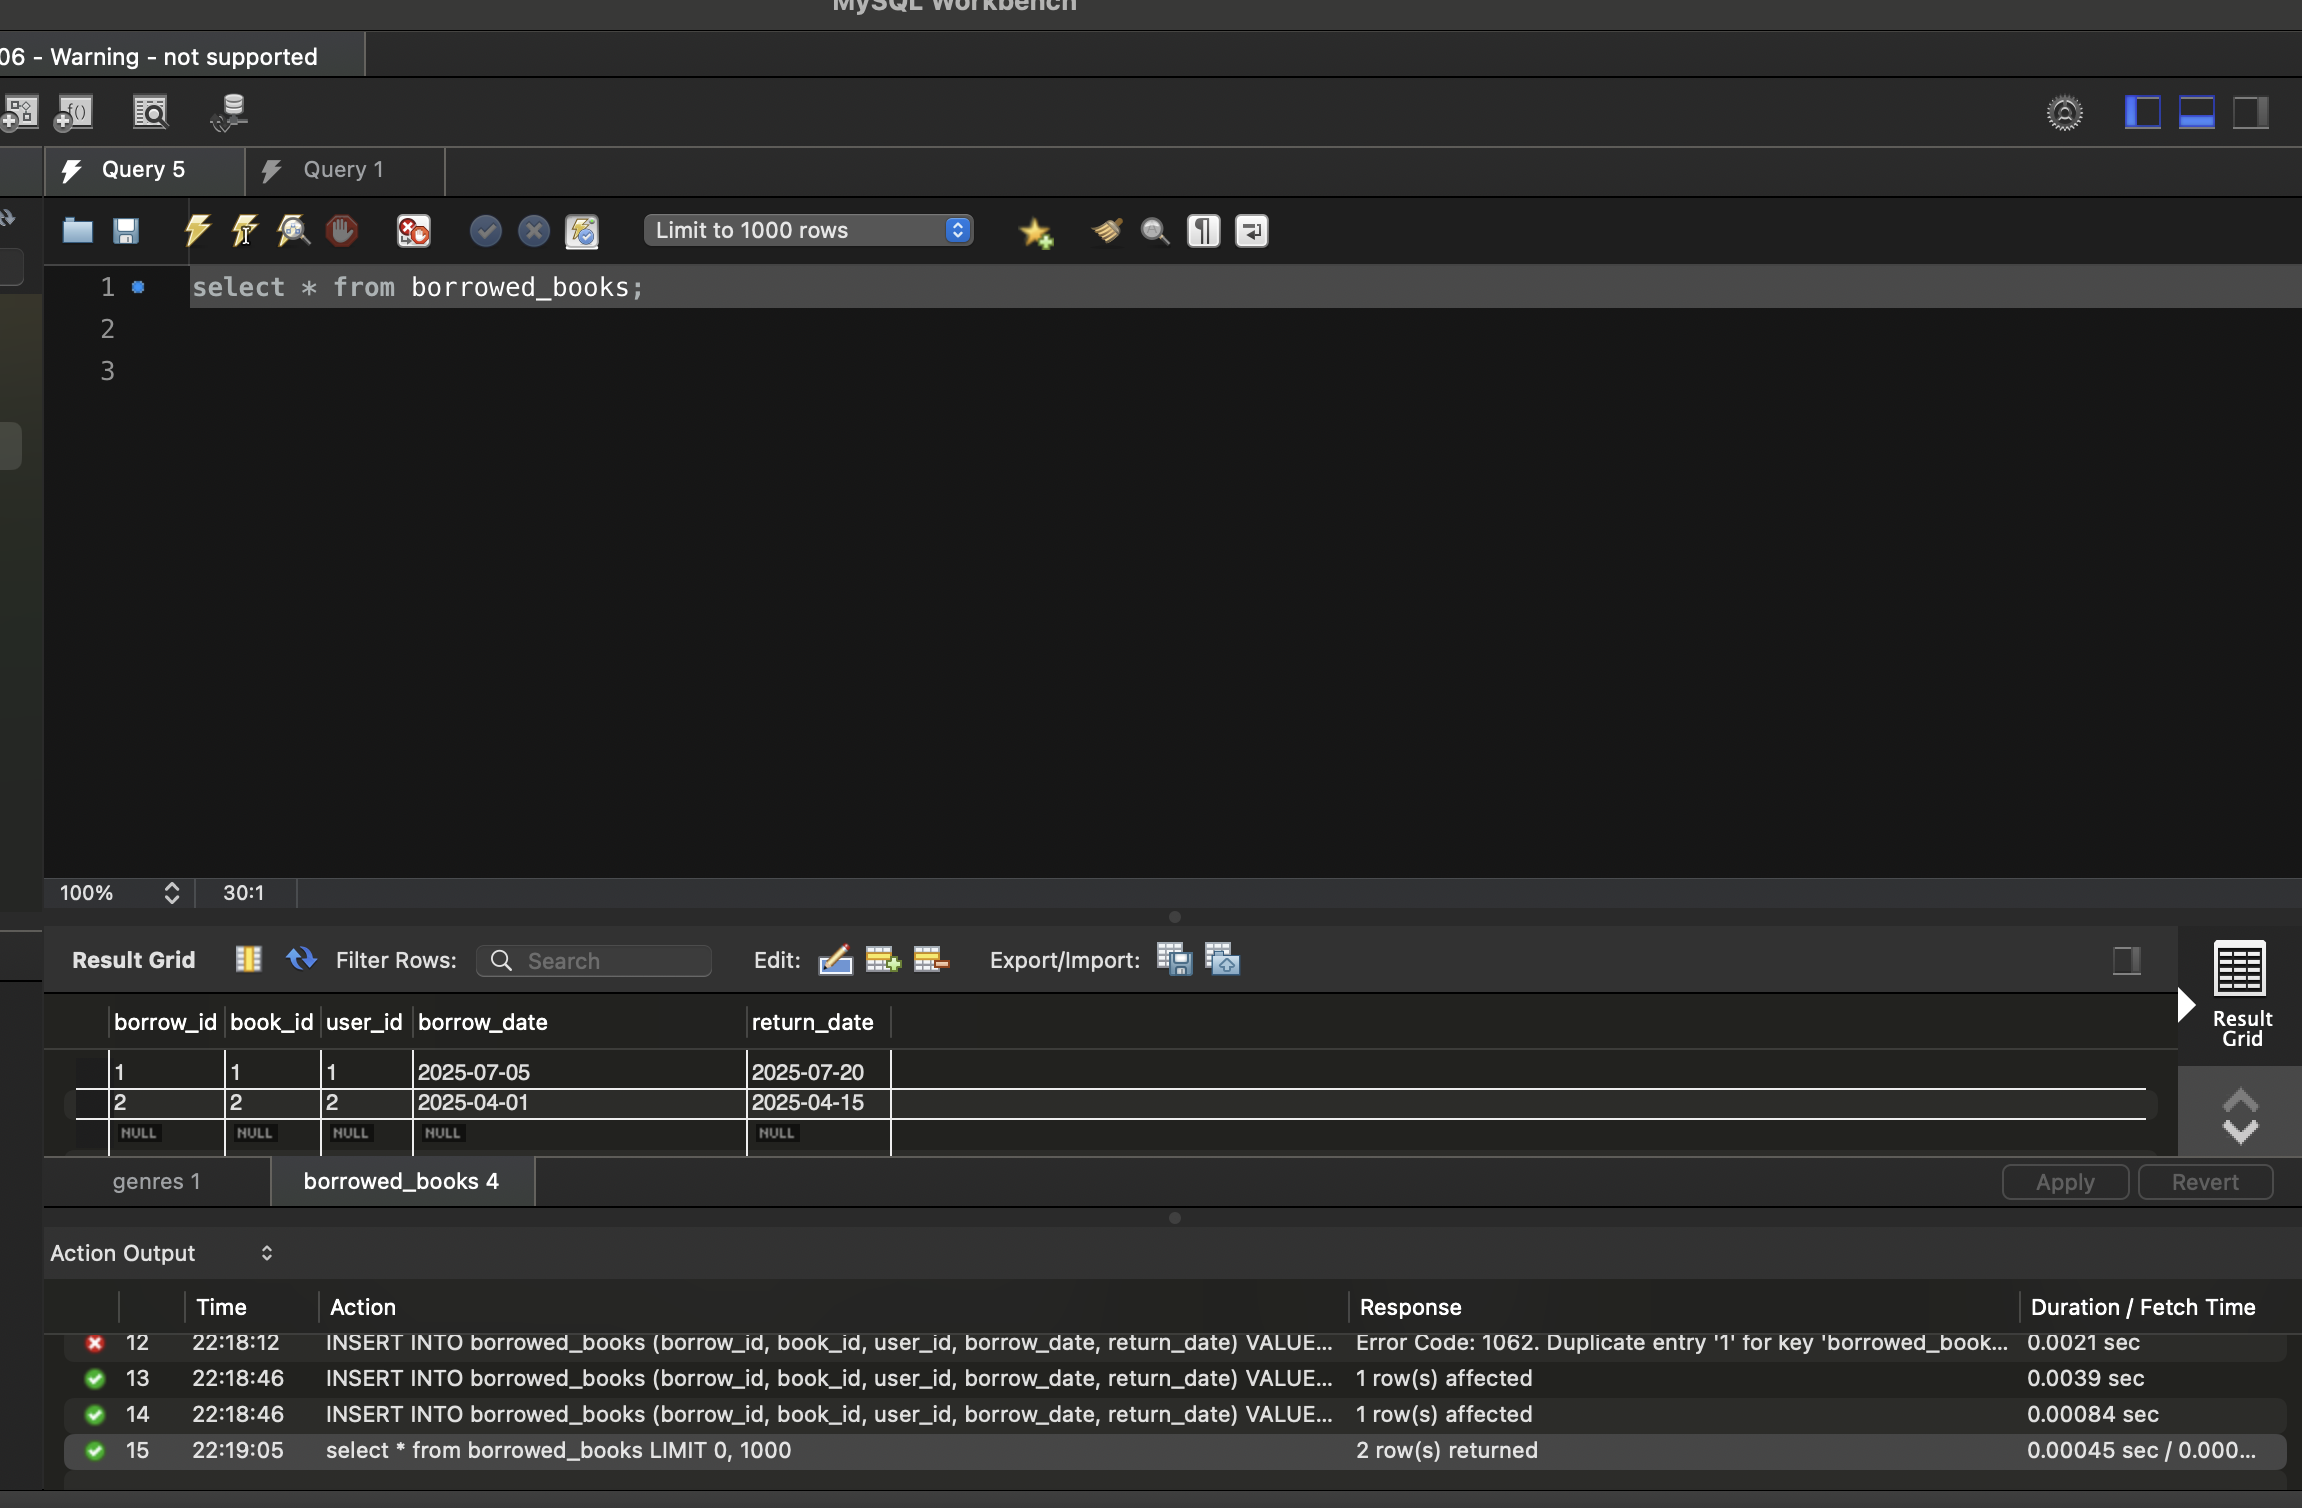 MySQL Workbench
06 - Warning - not supported
Query 5
Query 1
Limit to 1000 rows
1 select * from borrowed_books;
2
3
100% 30:1
Result Grid Filter Rows: Search Edit: Export/Import:
Result Grid
borrow_id book_id user_id borrow_date return_date
1 1 1 2025-07-05 2025-07-20
2 2 2 2025-04-01 2025-04-15
NULL NULL NULL NULL NULL
genres 1 borrowed_books 4 Apply Revert
Action Output
Time Action Response Duration / Fetch Time
12 22:18:12 INSERT INTO borrowed_books (borrow_id, book_id, user_id, borrow_date, return_date) VALUE... Error Code: 1062. Duplicate entry '1' for key 'borrowed_book... 0.0021 sec
13 22:18:46 INSERT INTO borrowed_books (borrow_id, book_id, user_id, borrow_date, return_date) VALUE... 1 row(s) affected 0.0039 sec
14 22:18:46 INSERT INTO borrowed_books (borrow_id, book_id, user_id, borrow_date, return_date) VALUE... 1 row(s) affected 0.00084 sec
15 22:19:05 select * from borrowed_books LIMIT 0, 1000 2 row(s) returned 0.00045 sec / 0.000...